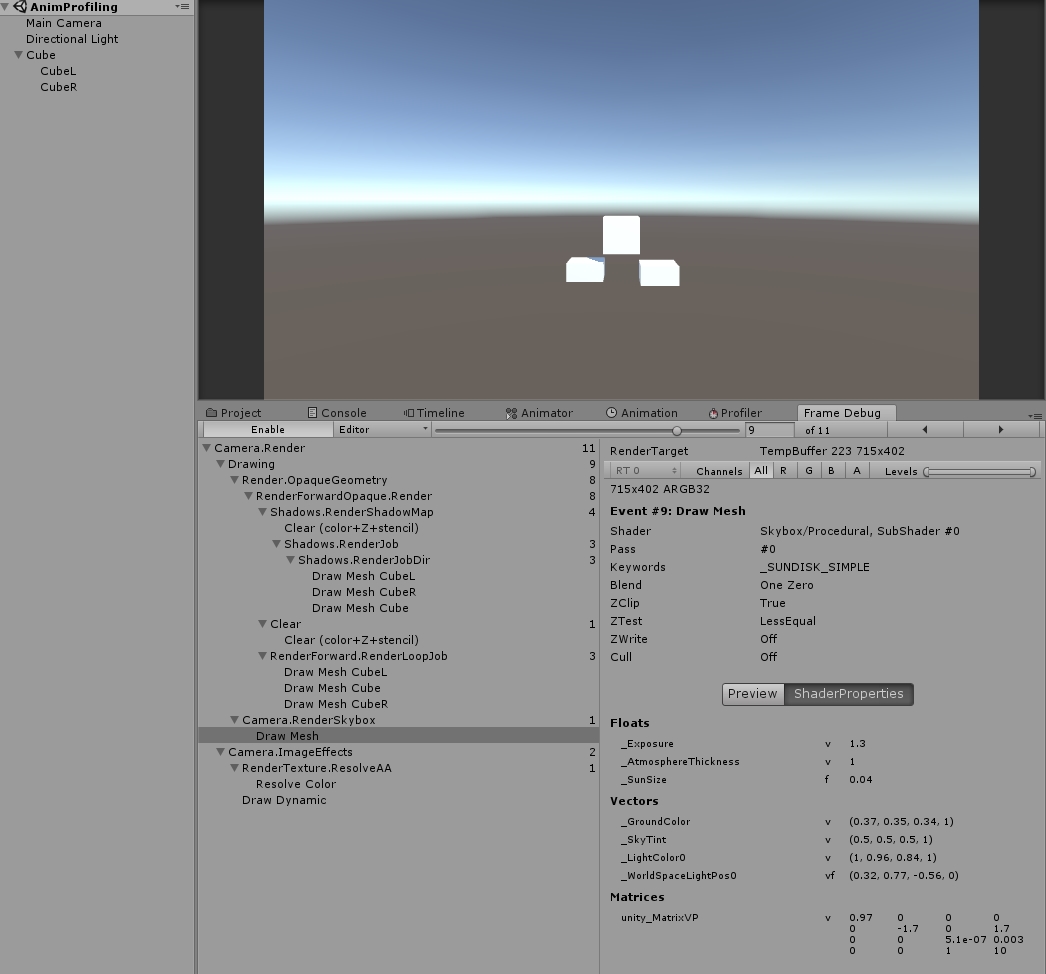 AnimProfiling
Main Camera
Directional Light
Cube
CubeL
CubeR
Project
Console
Timeline
Animator
Animation
Profiler
Frame Debug
Enable
Editor
9
of 11
Camera.Render 11
Drawing 9
Render.OpaqueGeometry 8
RenderForwardOpaque.Render 8
Shadows.RenderShadowMap 4
Clear (color+Z+stencil)
Shadows.RenderJob 3
Shadows.RenderJobDir 3
Draw Mesh CubeL
Draw Mesh CubeR
Draw Mesh Cube
Clear 1
Clear (color+Z+stencil)
RenderForward.RenderLoopJob 3
Draw Mesh CubeL
Draw Mesh Cube
Draw Mesh CubeR
Camera.RenderSkybox 1
Draw Mesh
Camera.ImageEffects 2
RenderTexture.ResolveAA 1
Resolve Color
Draw Dynamic
RenderTarget TempBuffer 223 715x402
RT 0 Channels All R G B A Levels
715x402 ARGB32
Event #9: Draw Mesh
Shader Skybox/Procedural, SubShader #0
Pass #0
Keywords _SUNDISK_SIMPLE
Blend One Zero
ZClip True
ZTest LessEqual
ZWrite Off
Cull Off
Preview ShaderProperties
Floats
_Exposure v 1.3
_AtmosphereThickness v 1
_SunSize f 0.04
Vectors
_GroundColor v (0.37, 0.35, 0.34, 1)
_SkyTint v (0.5, 0.5, 0.5, 1)
_LightColor0 v (1, 0.96, 0.84, 1)
_WorldSpaceLightPos0 vf (0.32, 0.77, -0.56, 0)
Matrices
unity_MatrixVP v 0.97 0 0 0
0 -1.7 0 1.7
0 0 5.1e-07 0.003
0 0 1 10